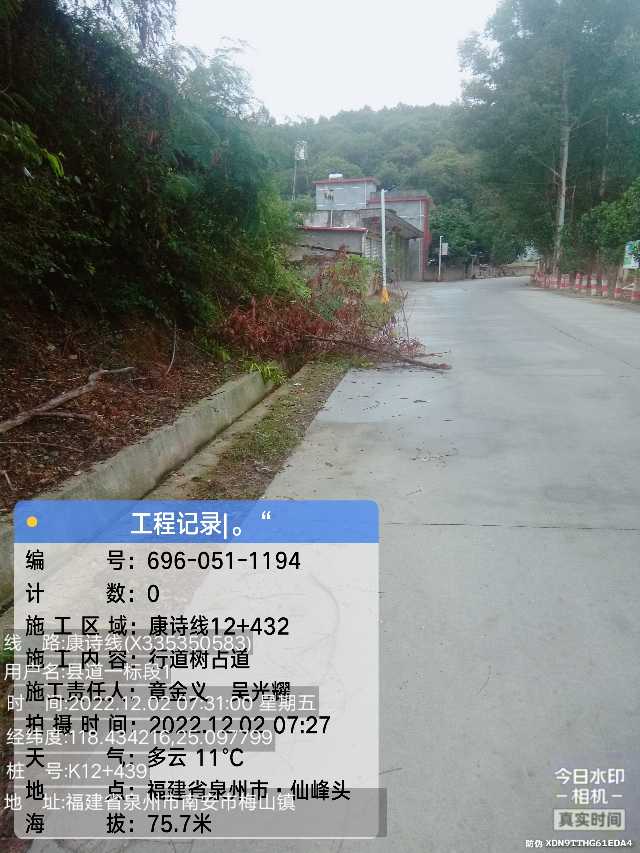 工程记录|。“
编号：696-051-1194
计数：0
施工区域：康诗线12+432
线 路:康诗线(X335350583)
施工内容：行道树占道
用户名:县道一标段1
施工责任人：章金义 吴光耀
时 间:2022.12.02 07:31:00 星期五
拍摄时间：2022.12.02 07:27
经纬度:118.434216,25.097799
天气：多云 11℃
桩 号:K12+439
地点：福建省泉州市·仙峰头
地 址:福建省泉州市南安市梅山镇
海拔：75.7米
今日水印
-相机-
真实时间
防伪 XDN9TTHG61EDA4